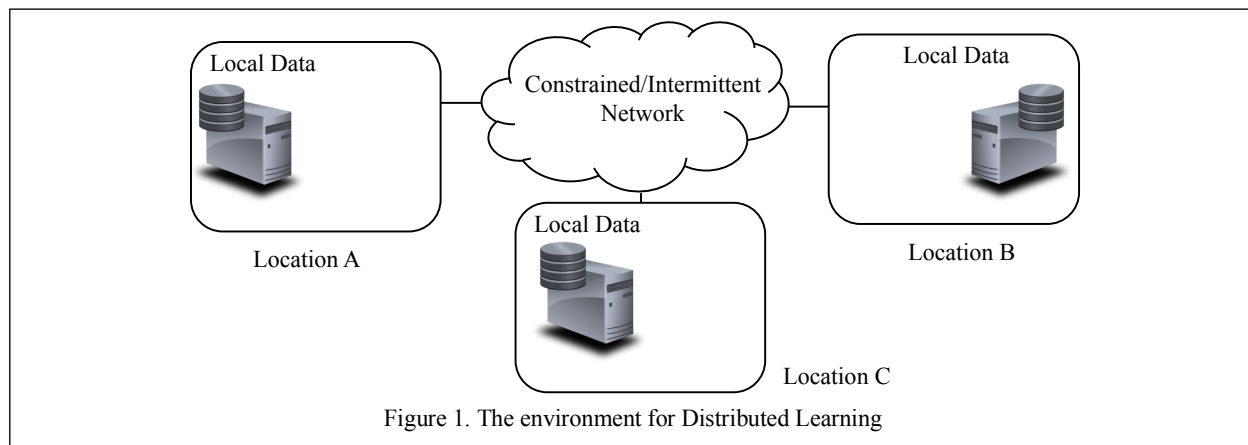 Local Data
Constrained/Intermittent
Network
Local Data
Local Data
Location A
Location B
Location C
Figure 1. The environment for Distributed Learning